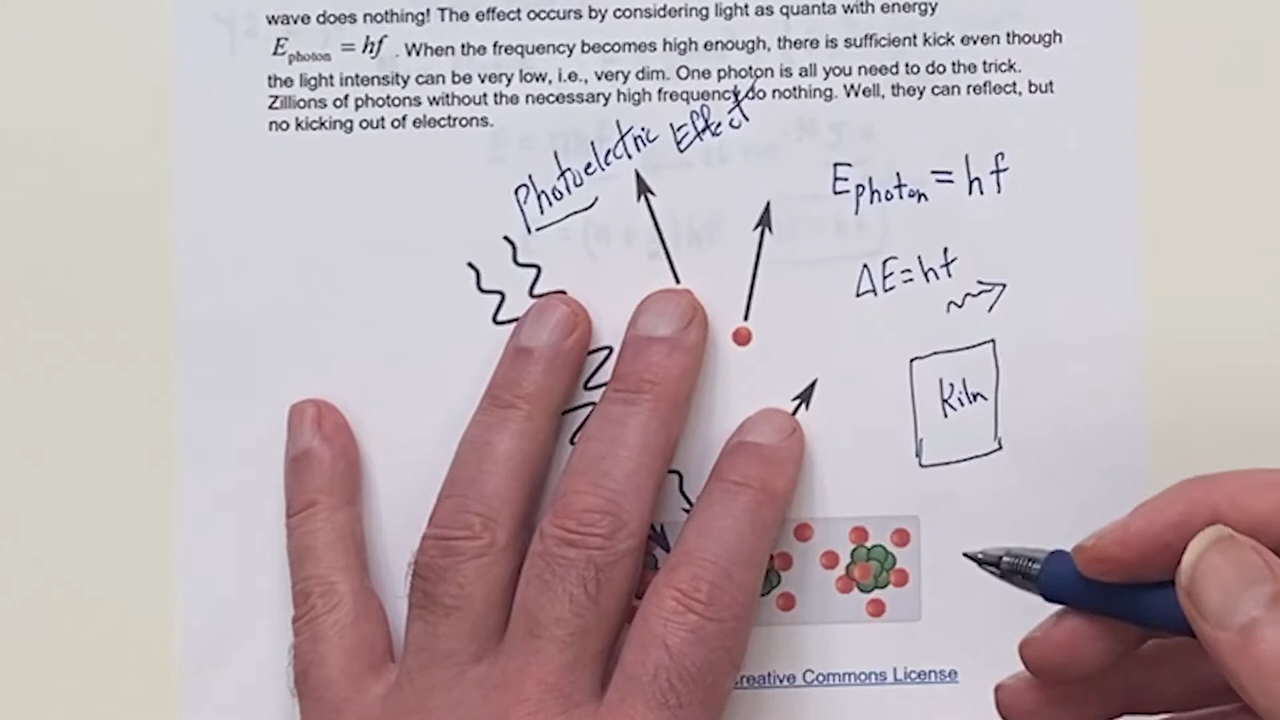 wave does nothing! The effect occurs by considering light as quanta with energy
E photon = hf . When the frequency becomes high enough, there is sufficient kick even though
the light intensity can be very low, i.e., very dim. One photon is all you need to do the trick.
Zillions of photons without the necessary high frequency do nothing. Well, they can reflect, but
no kicking out of electrons.
Photoelectric Effect
Ephoton = hf
ΔE = hf
Kiln
Creative Commons License